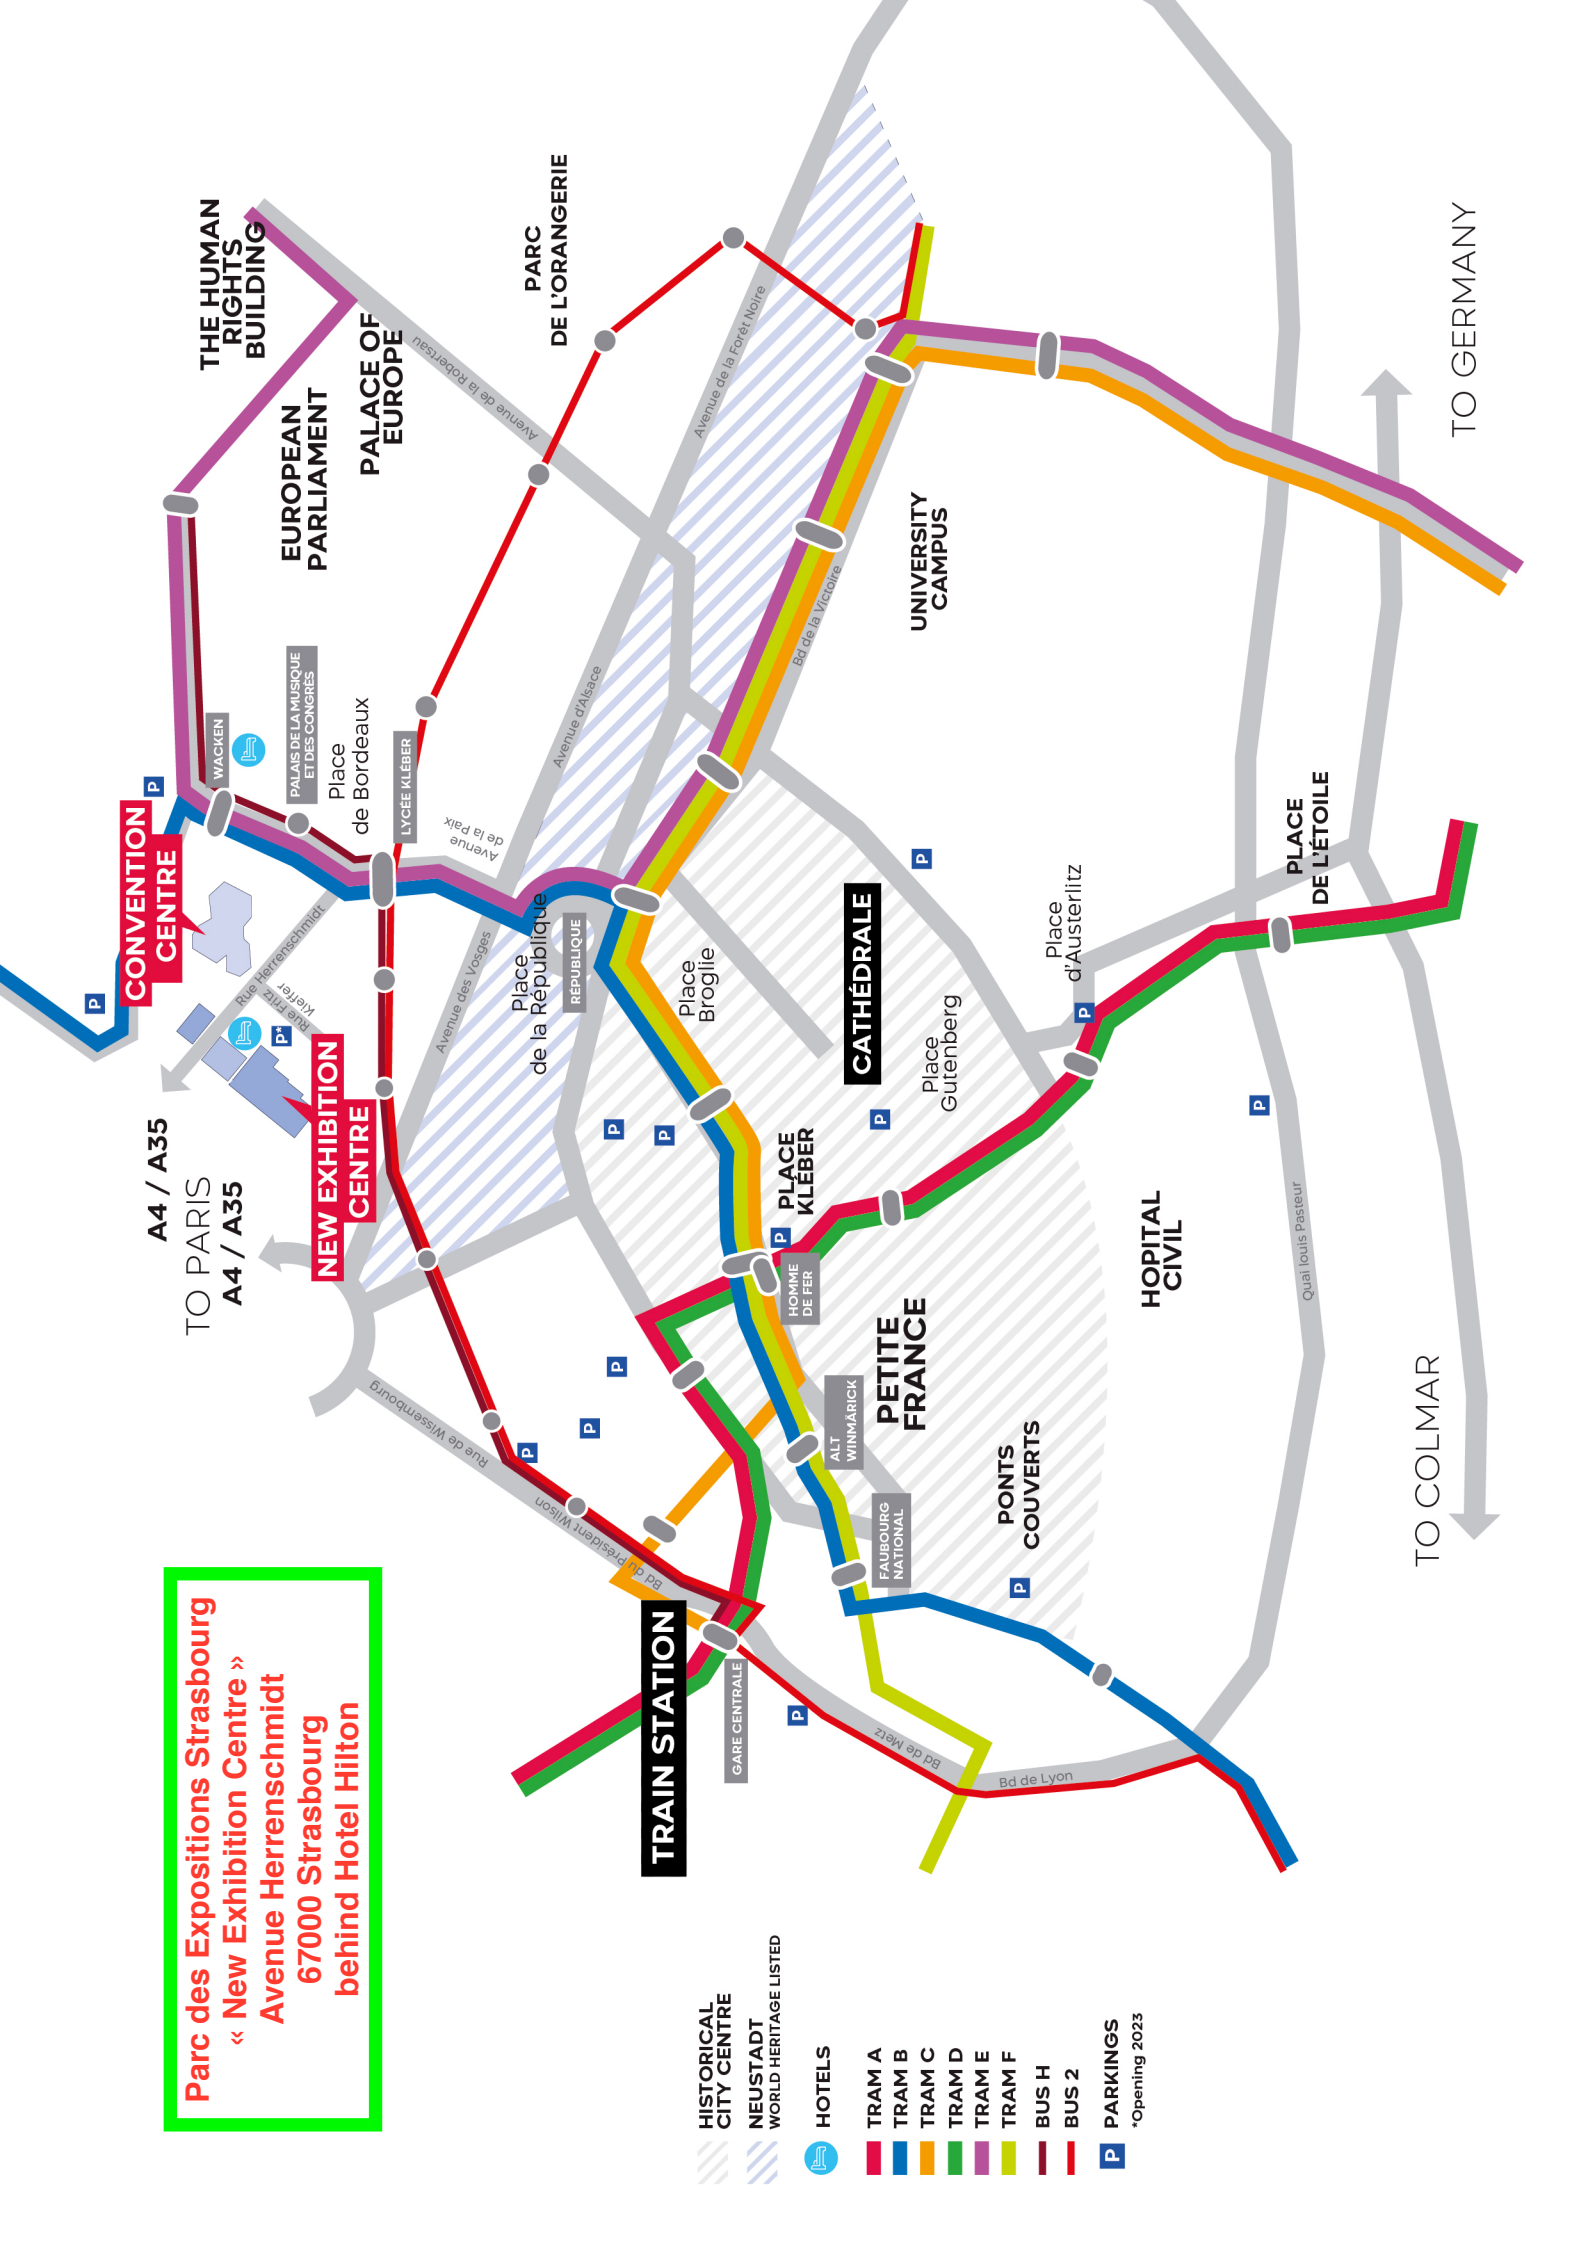 Parc des Expositions Strasbourg
« New Exhibition Centre »
Avenue Herrenschmidt
67000 Strasbourg
behind Hotel Hilton
A4 / A35
TO PARIS
A4 / A35
CONVENTION
CENTRE
NEW EXHIBITION
CENTRE
P
P
P*
Rue Herrenschmidt
Rue Fritz
Kieffer
WACKEN
PALAIS DE LA MUSIQUE
ET DES CONGRÈS
Place
de Bordeaux
LYCÉE KLÉBER
THE HUMAN
RIGHTS
BUILDING
EUROPEAN
PARLIAMENT
PALACE OF
EUROPE
Avenue de la Robertsau
PARC
DE L'ORANGERIE
Avenue de la Forêt Noire
Avenue d'Alsace
Avenue
de la Paix
Avenue des Vosges
Place
de la République
RÉPUBLIQUE
Rue de Wissembourg
Bd du Président Wilson
P
P
P
P
P
TRAIN STATION
GARE CENTRALE
P
Bd de Metz
Bd de Lyon
Place
Broglie
PLACE
KLÉBER
P
HOMME
DE FER
ALT
WINMÄRICK
FAUBOURG
NATIONAL
PETITE
FRANCE
PONTS
COUVERTS
P
CATHÉDRALE
P
Place
Gutenberg
P
Bd de la Victoire
UNIVERSITY
CAMPUS
Place
d'Austerlitz
P
HOPITAL
CIVIL
P
Quai louis Pasteur
PLACE
DE L'ÉTOILE
TO GERMANY
TO COLMAR
HISTORICAL
CITY CENTRE
NEUSTADT
WORLD HERITAGE LISTED
HOTELS
TRAM A
TRAM B
TRAM C
TRAM D
TRAM E
TRAM F
BUS H
BUS 2
P PARKINGS
*Opening 2023